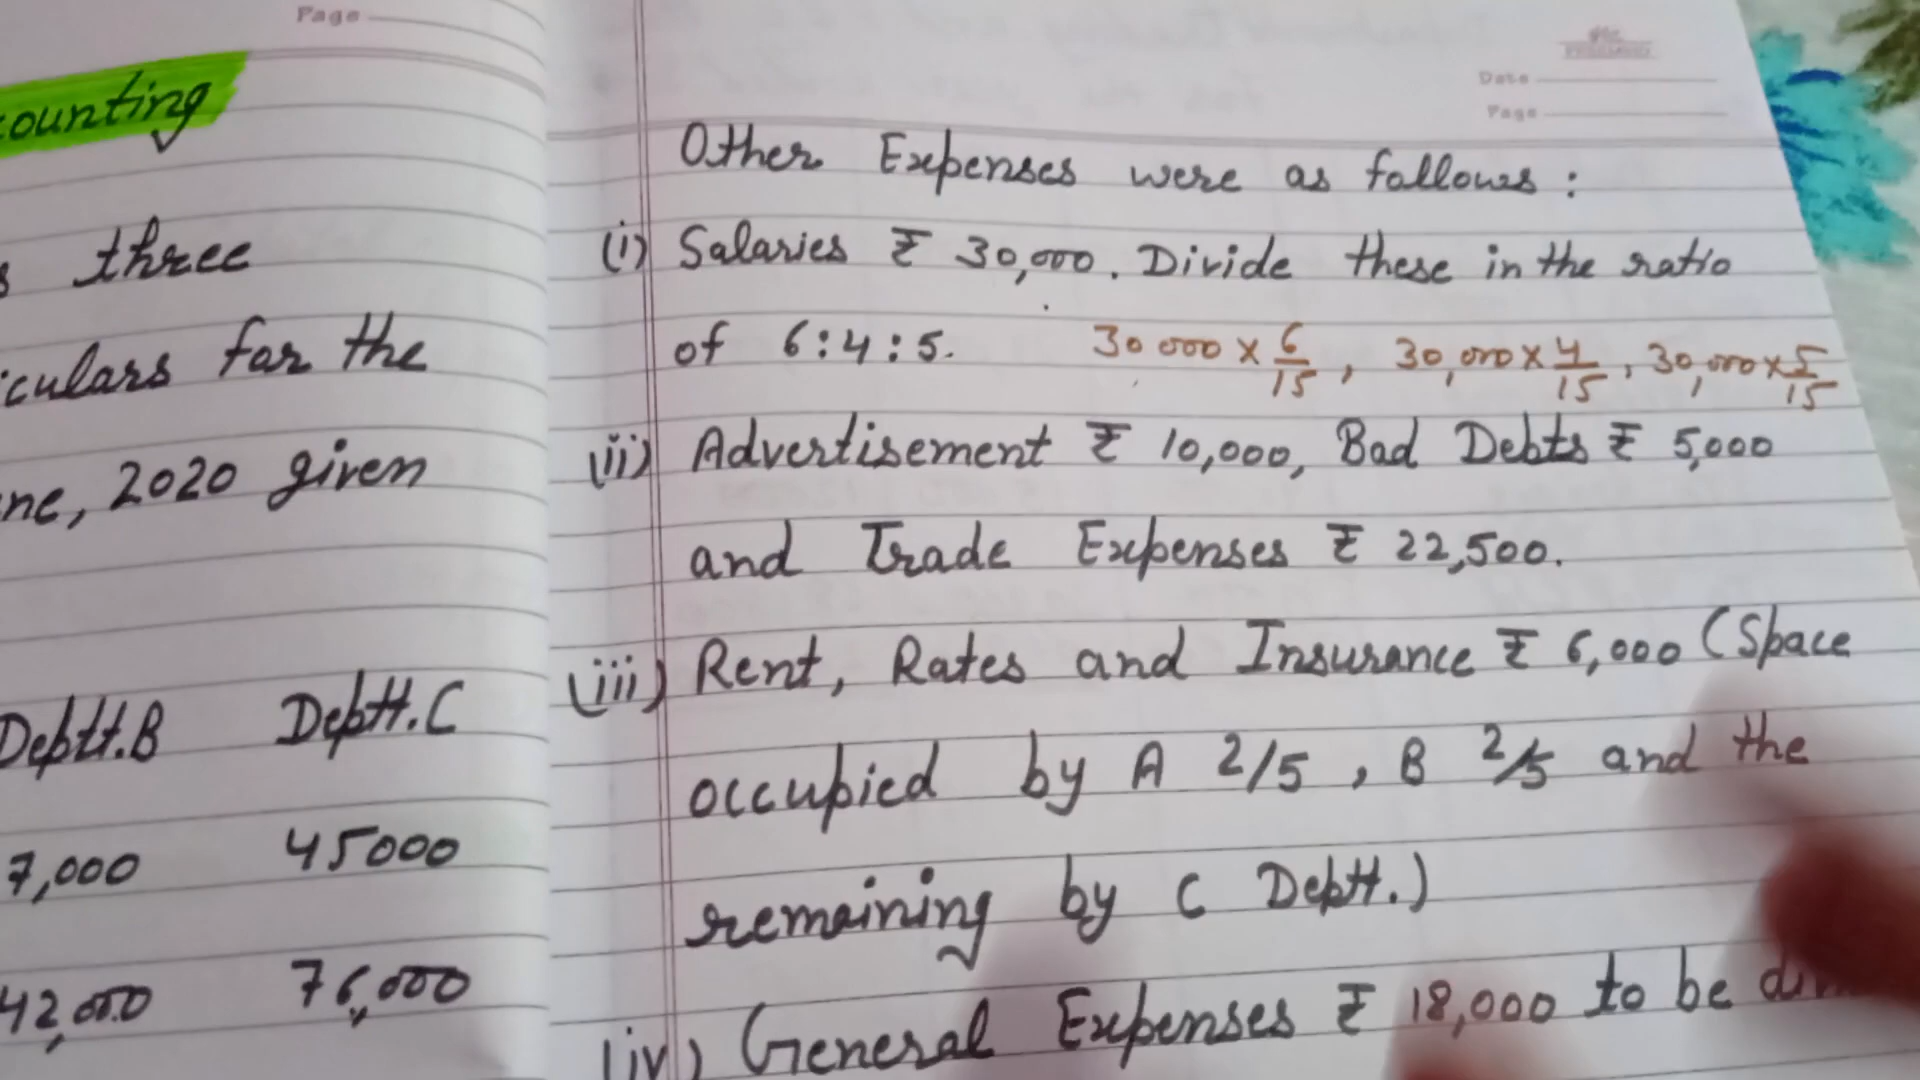 Page
counting
three
culars for the
ne, 2020 given
Deptt.B Deptt.C
7,000 45000
42,000 76,000
Date
Page
Other Expenses were as follows :
(i) Salaries ₹ 30,000. Divide these in the ratio
of 6:4:5. 30 000 × 6/15, 30,000 × 4/15, 30,000 × 5/15
(ii) Advertisement ₹ 10,000, Bad Debts ₹ 5,000
and Trade Expenses ₹ 22,500.
(iii) Rent, Rates and Insurance ₹ 6,000 (Space
occupied by A 2/5, B 2/5 and the
remaining by C Deptt.)
(iv) General Expenses ₹ 18,000 to be